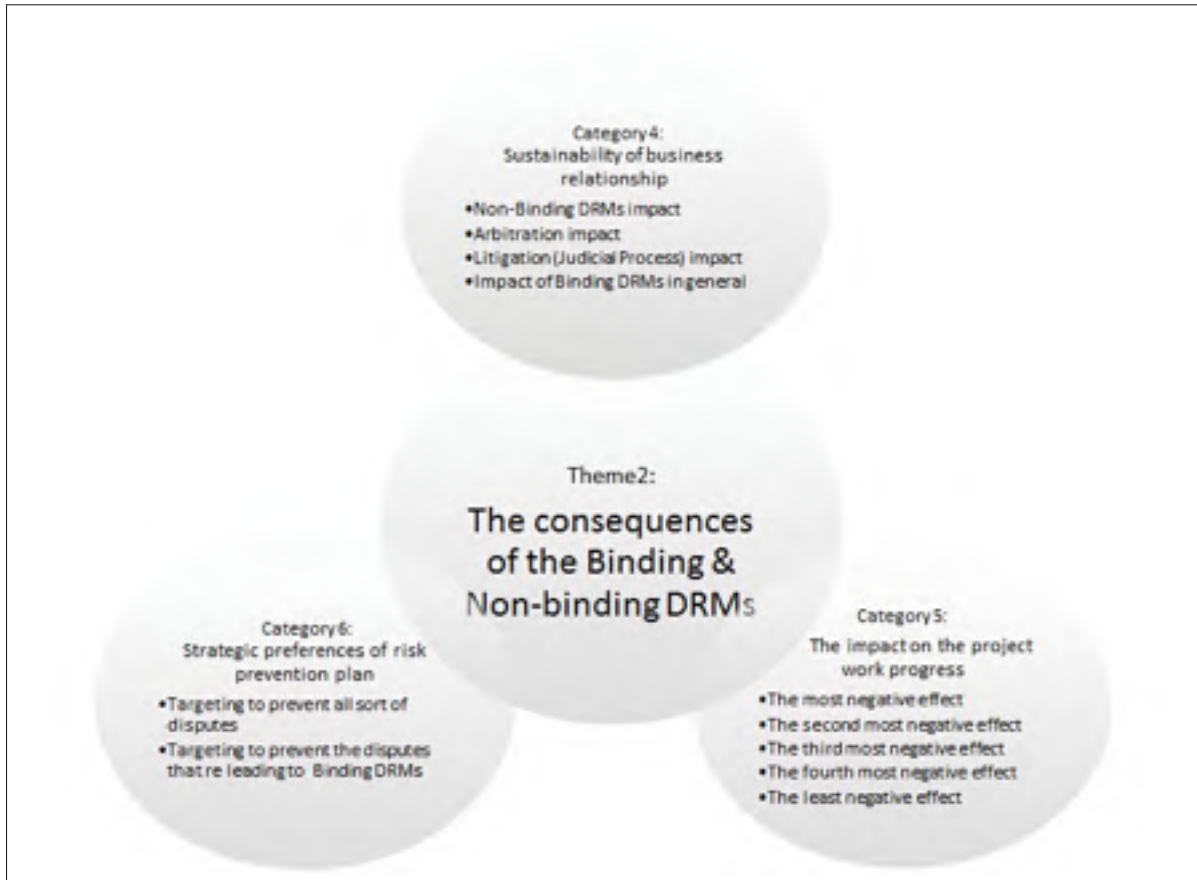 Category 4:
Sustainability of business
relationship
•Non-Binding DRMs impact
•Arbitration impact
•Litigation (Judicial Process) impact
•Impact of Binding DRMs in general
Theme2:
The consequences
of the Binding &
Non-binding DRMs
Category 6:
Strategic preferences of risk
prevention plan
•Targeting to prevent all sort of
disputes
•Targeting to prevent the disputes
that re leading to Binding DRMs
Category 5:
The impact on the project
work progress
•The most negative effect
•The second most negative effect
•The third most negative effect
•The fourth most negative effect
•The least negative effect